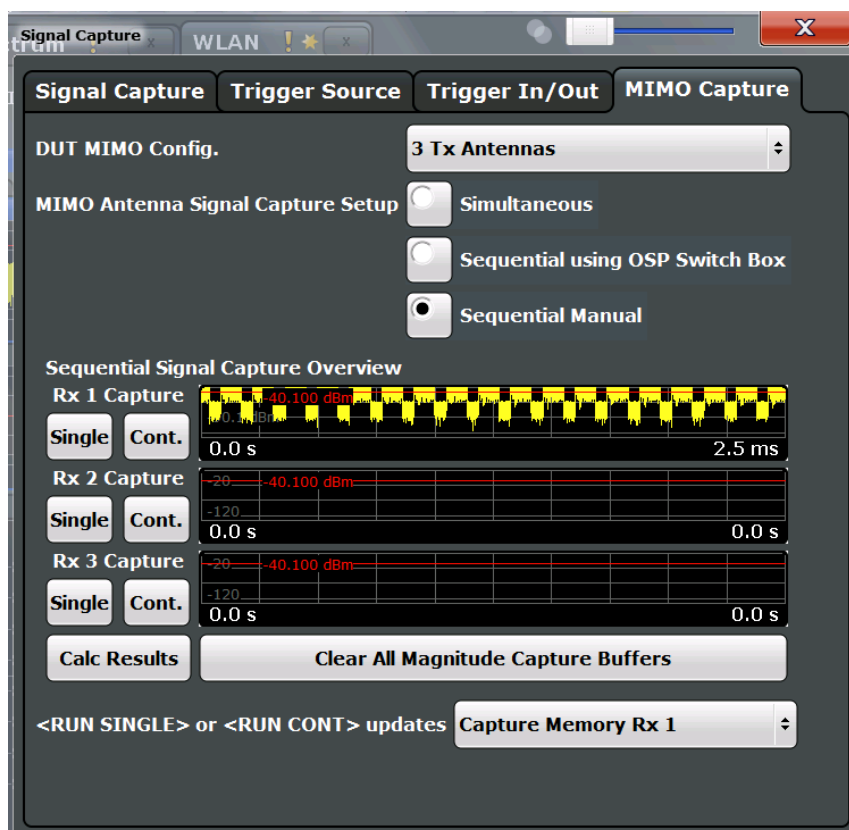 Signal Capture
trum ! x WLAN ! x X
Signal Capture Trigger Source Trigger In/Out MIMO Capture
DUT MIMO Config. 3 Tx Antennas
MIMO Antenna Signal Capture Setup Simultaneous
Sequential using OSP Switch Box
Sequential Manual
Sequential Signal Capture Overview
Rx 1 Capture
-40.100 dBm
Single Cont.
0.0 s 2.5 ms
Rx 2 Capture
-20 -40.100 dBm
Single Cont.
-120
0.0 s 0.0 s
Rx 3 Capture
-20 -40.100 dBm
Single Cont.
-120
0.0 s 0.0 s
Calc Results Clear All Magnitude Capture Buffers
<RUN SINGLE> or <RUN CONT> updates Capture Memory Rx 1